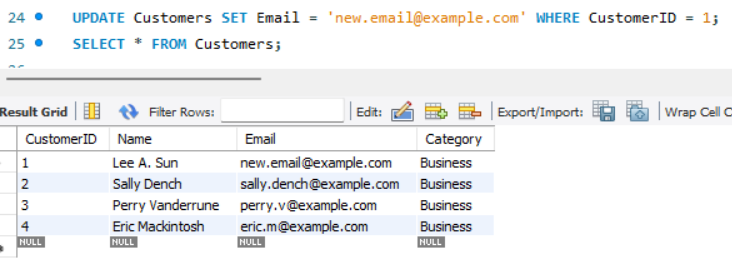 24 UPDATE Customers SET Email = 'new.email@example.com' WHERE CustomerID = 1;
25 SELECT * FROM Customers;
Result Grid Filter Rows: Edit: Export/Import: Wrap Cell C
CustomerID Name Email Category
1 Lee A. Sun new.email@example.com Business
2 Sally Dench sally.dench@example.com Business
3 Perry Vanderrune perry.v@example.com Business
4 Eric Mackintosh eric.m@example.com Business
NULL NULL NULL NULL